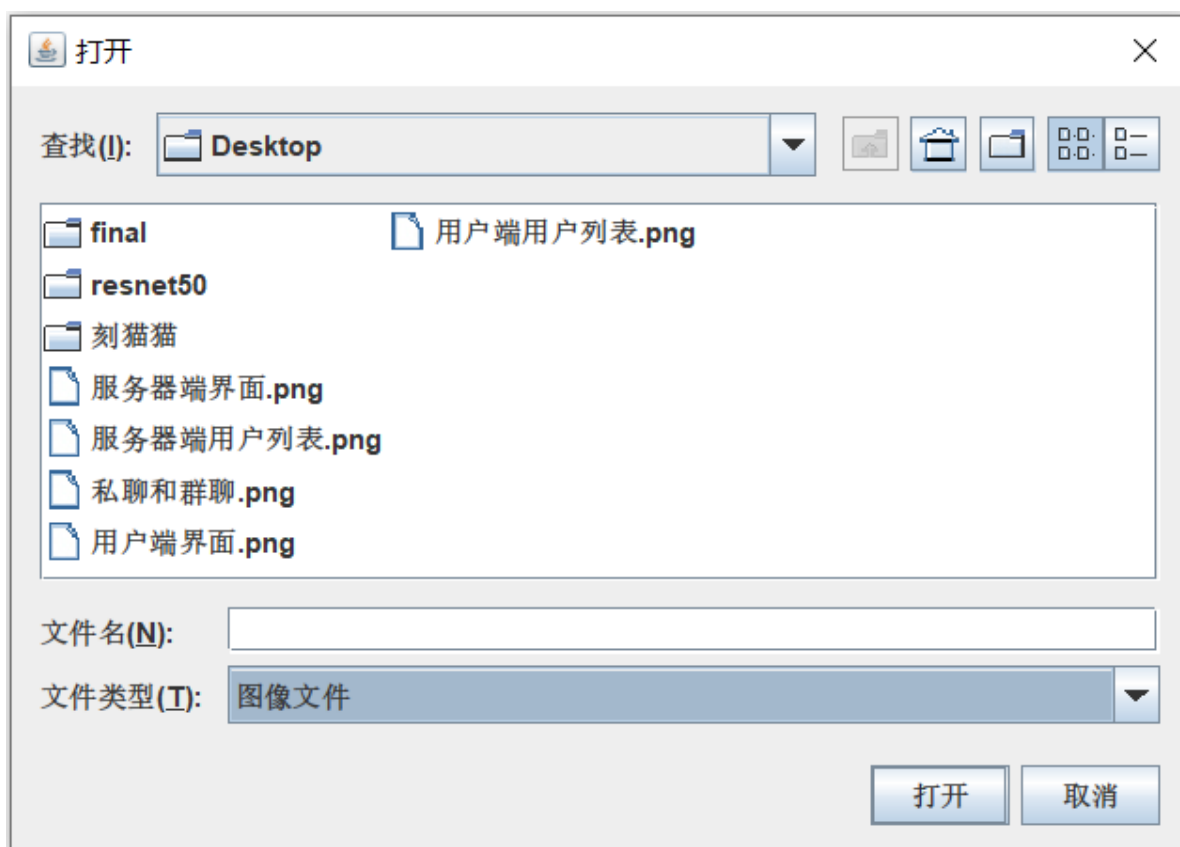 打开
查找(I): Desktop
final
resnet50
刻猫猫
服务器端界面.png
服务器端用户列表.png
私聊和群聊.png
用户端界面.png
用户端用户列表.png
文件名(N):
文件类型(T): 图像文件
打开 取消